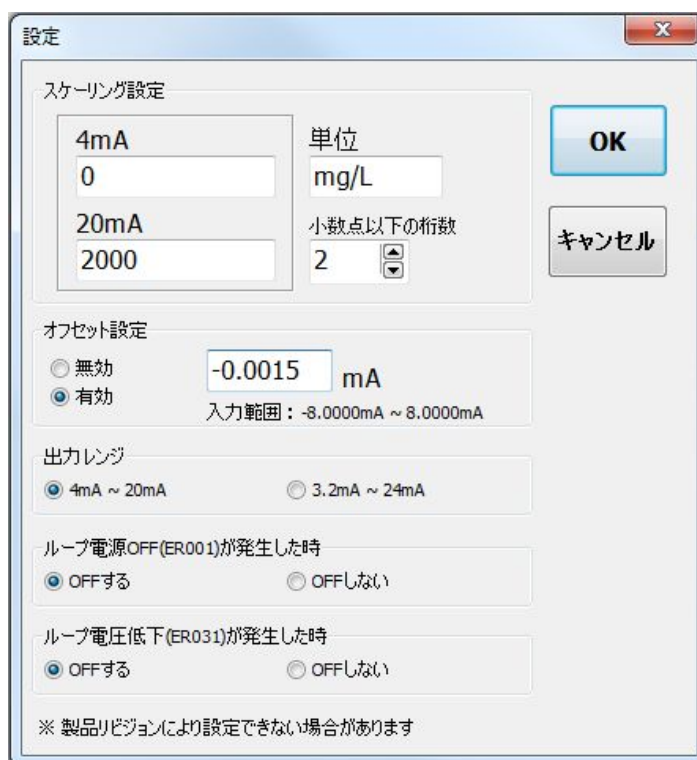 設定
スケーリング設定
4mA
0
20mA
2000
単位
mg/L
小数点以下の桁数
2
OK
キャンセル
オフセット設定
無効
有効
-0.0015 mA
入力範囲：-8.0000mA ~ 8.0000mA
出力レンジ
4mA ~ 20mA
3.2mA ~ 24mA
ループ電源OFF(ER001)が発生した時
OFFする
OFFしない
ループ電圧低下(ER031)が発生した時
OFFする
OFFしない
※ 製品リビジョンにより設定できない場合があります